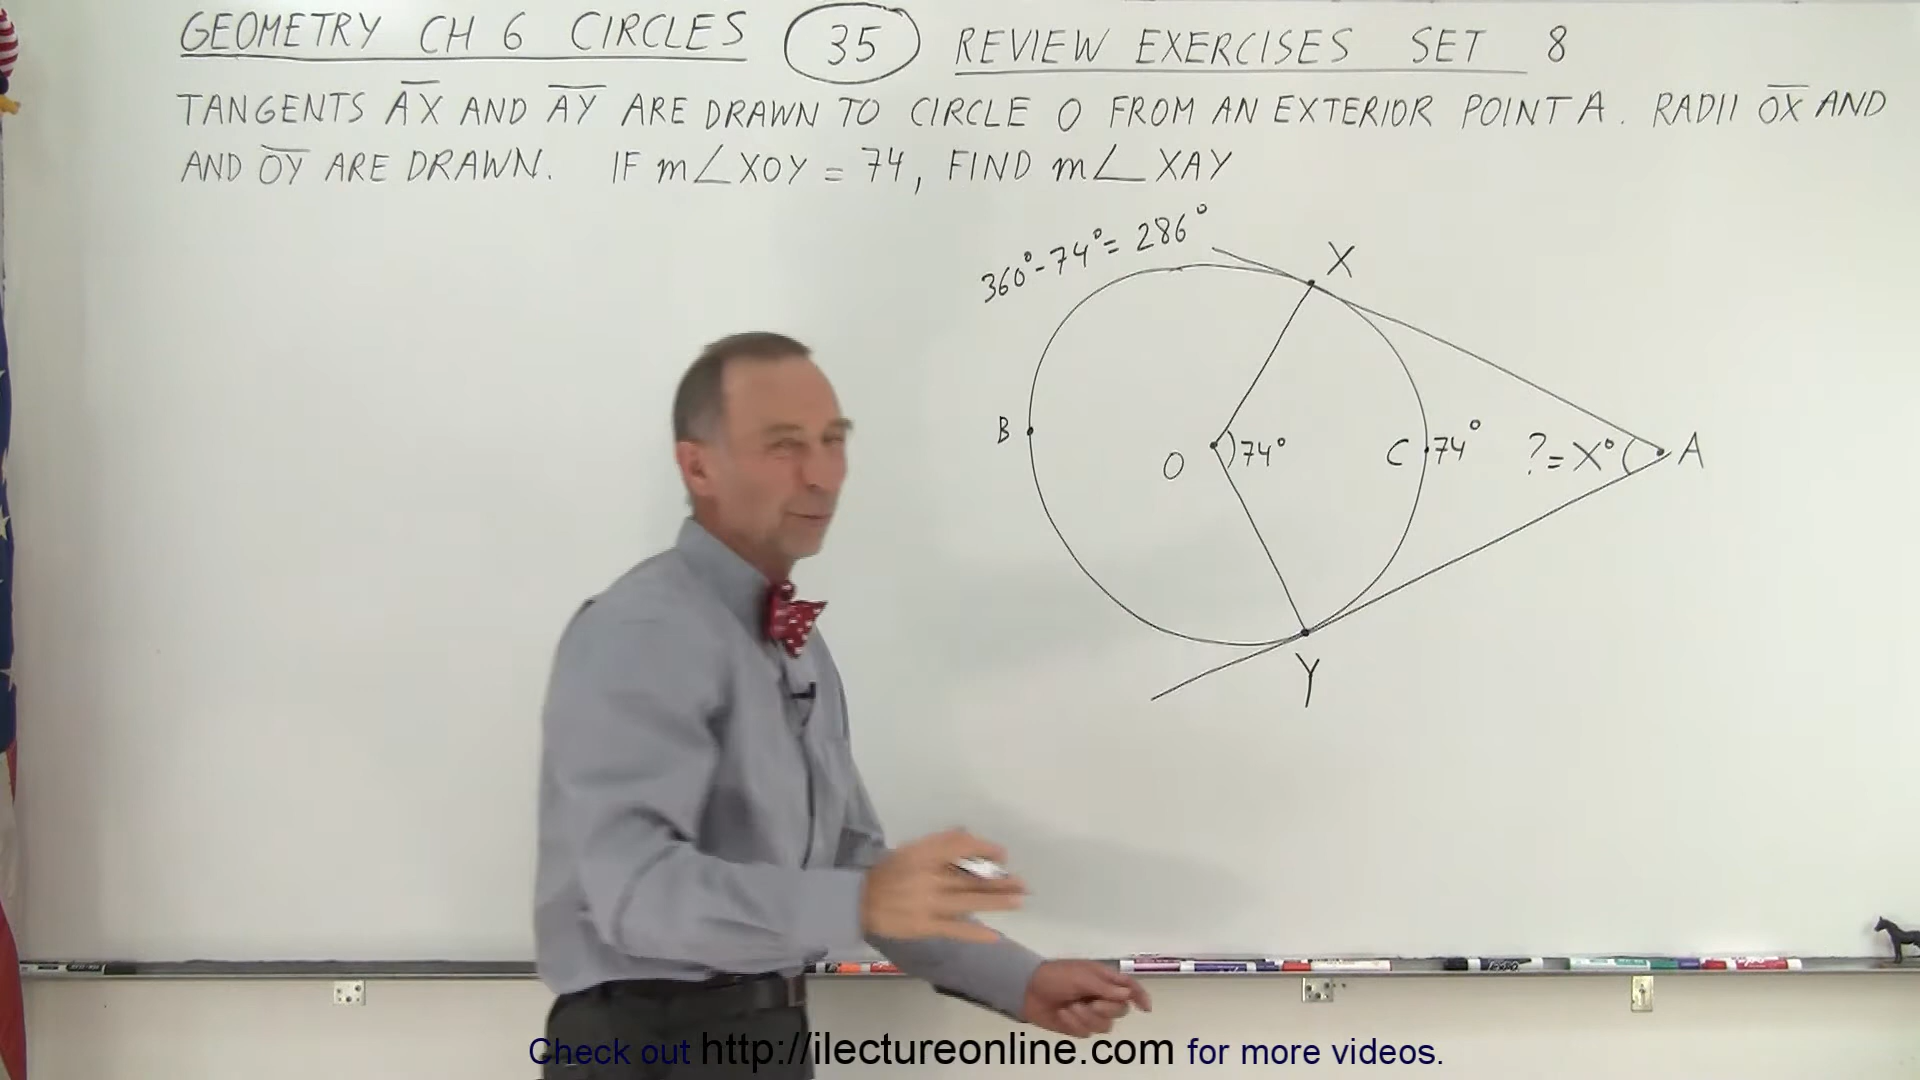 GEOMETRY CH 6 CIRCLES 35 REVIEW EXERCISES SET 8
TANGENTS AX AND AY ARE DRAWN TO CIRCLE O FROM AN EXTERIOR POINT A. RADII OX AND
AND OY ARE DRAWN. IF m∠XOY = 74, FIND m∠XAY
360° - 74° = 286°
X
B
O
74°
C
74°
? = X°
A
Y
EXPO
Check out http://ilectureonline.com for more videos.